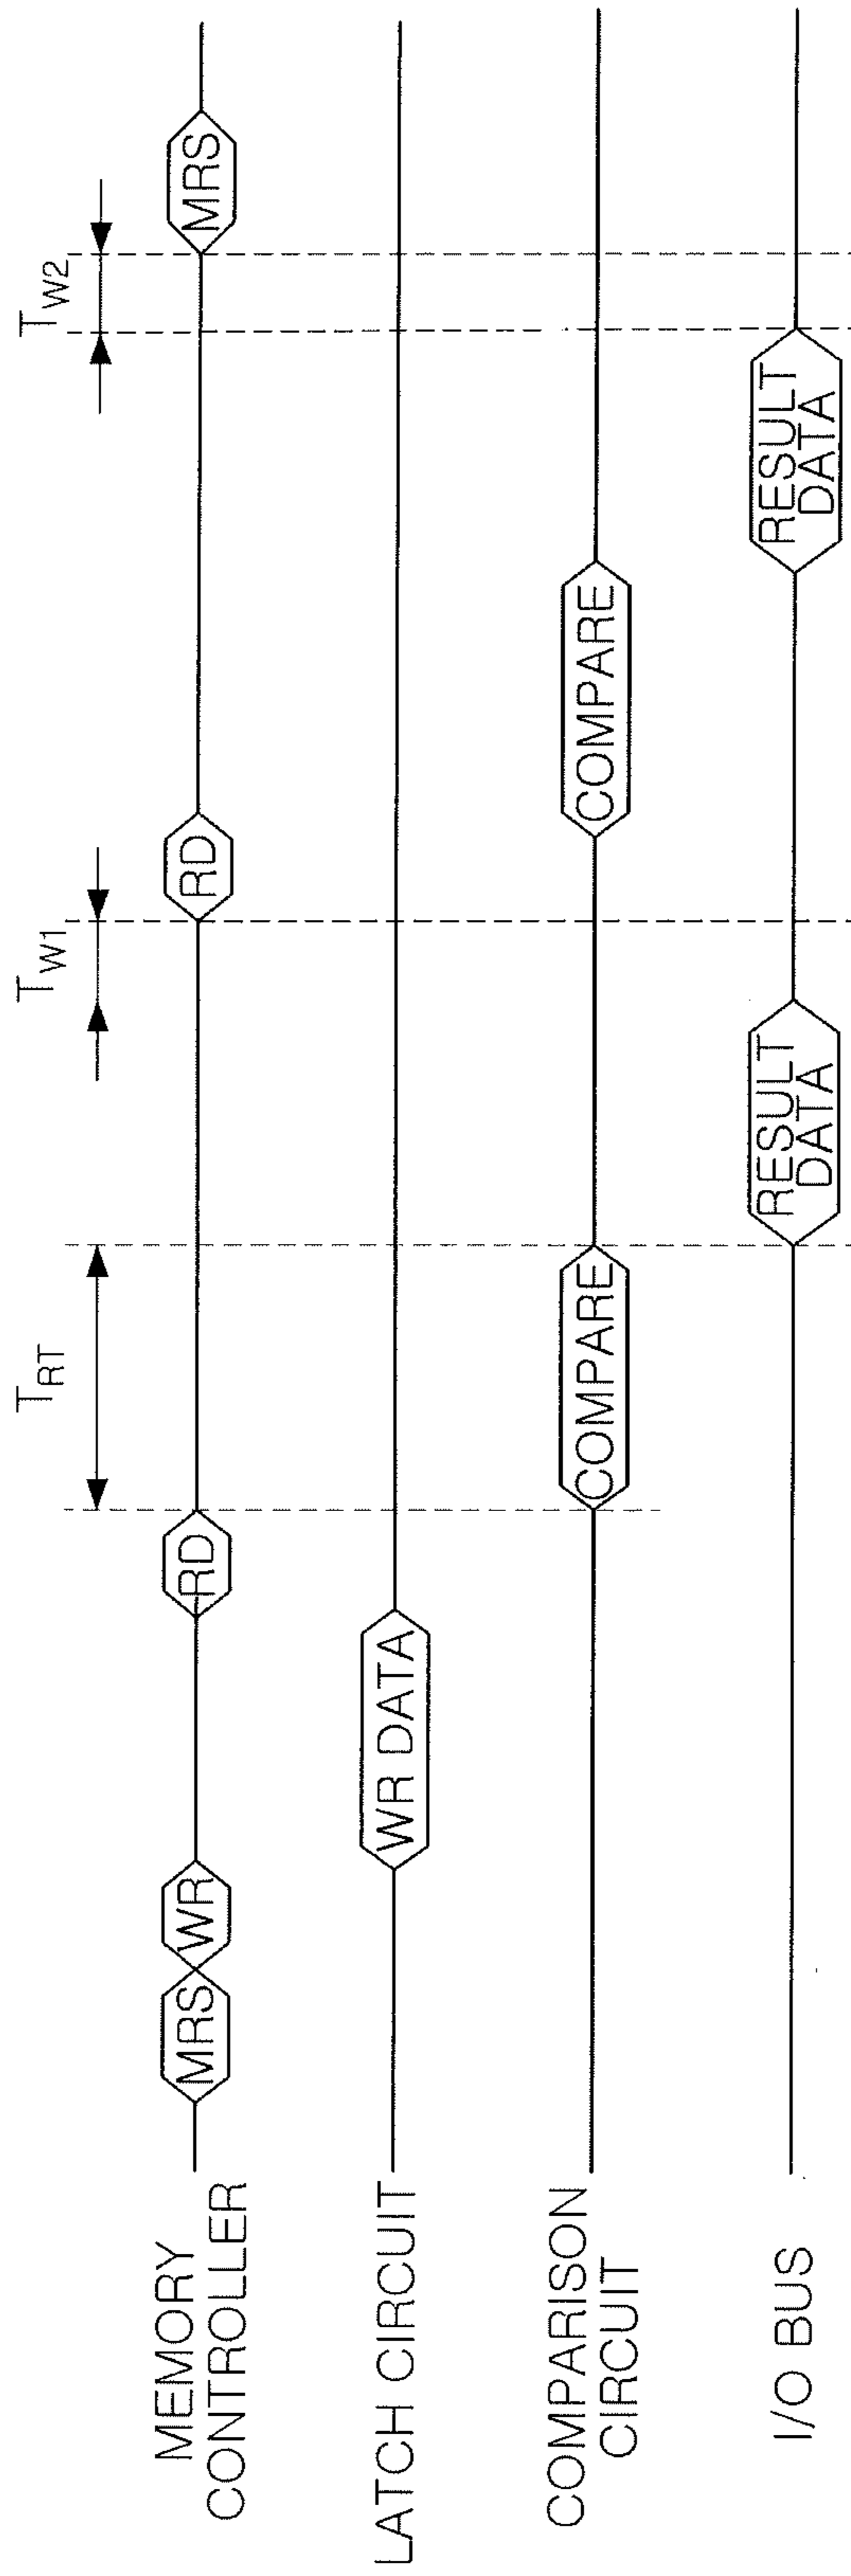 T_RT
T_W1
T_W2
MEMORY
CONTROLLER
MRS
WR
RD
RD
MRS
LATCH CIRCUIT
WR DATA
COMPARISON
CIRCUIT
COMPARE
COMPARE
I/O BUS
RESULT
DATA
RESULT
DATA